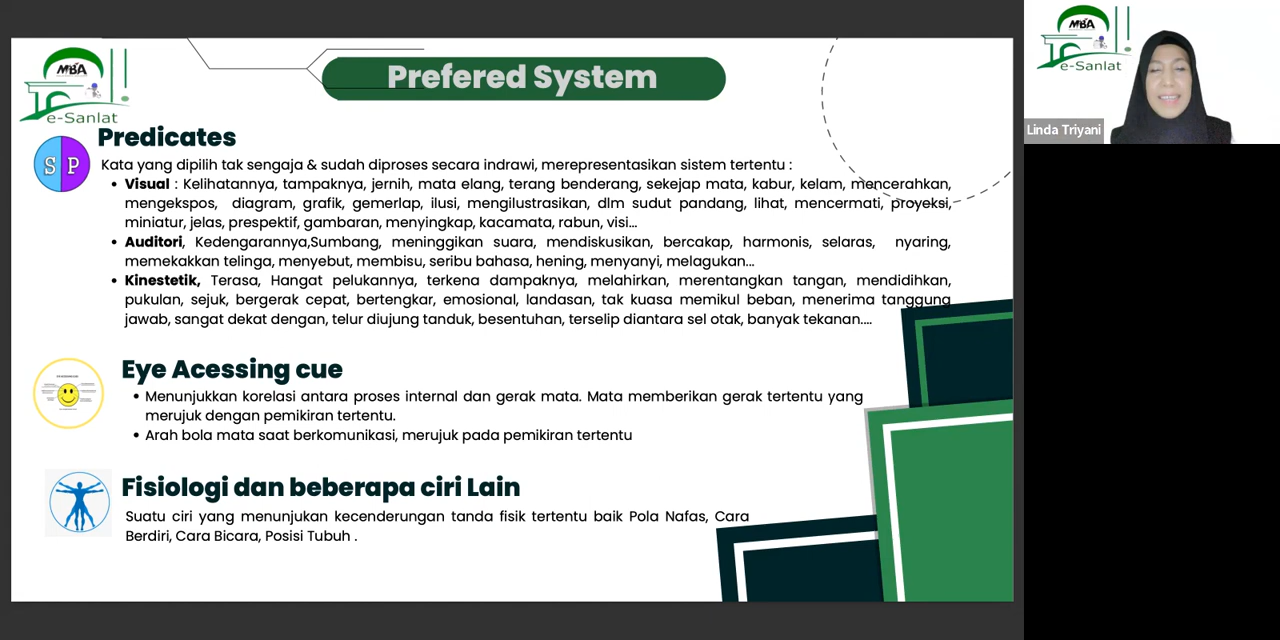 MBA
e-Sanlat
Prefered System
MBA
e-Sanlat
Linda Triyani
Predicates
S P
Kata yang dipilih tak sengaja & sudah diproses secara indrawi, merepresentasikan sistem tertentu :
• Visual : Kelihatannya, tampaknya, jernih, mata elang, terang benderang, sekejap mata, kabur, kelam, mencerahkan,
mengekspos, diagram, grafik, gemerlap, ilusi, mengilustrasikan, dlm sudut pandang, lihat, mencermati, proyeksi,
miniatur, jelas, prespektif, gambaran, menyingkap, kacamata, rabun, visi...
• Auditori, Kedengarannya,Sumbang, meninggikan suara, mendiskusikan, bercakap, harmonis, selaras, nyaring,
memekakkan telinga, menyebut, membisu, seribu bahasa, hening, menyanyi, melagukan...
• Kinestetik, Terasa, Hangat pelukannya, terkena dampaknya, melahirkan, merentangkan tangan, mendidihkan,
pukulan, sejuk, bergerak cepat, bertengkar, emosional, landasan, tak kuasa memikul beban, menerima tanggung
jawab, sangat dekat dengan, telur diujung tanduk, besentuhan, terselip diantara sel otak, banyak tekanan....
Eye Acessing cue
• Menunjukkan korelasi antara proses internal dan gerak mata. Mata memberikan gerak tertentu yang
merujuk dengan pemikiran tertentu.
• Arah bola mata saat berkomunikasi, merujuk pada pemikiran tertentu
Fisiologi dan beberapa ciri Lain
Suatu ciri yang menunjukan kecenderungan tanda fisik tertentu baik Pola Nafas, Cara
Berdiri, Cara Bicara, Posisi Tubuh .